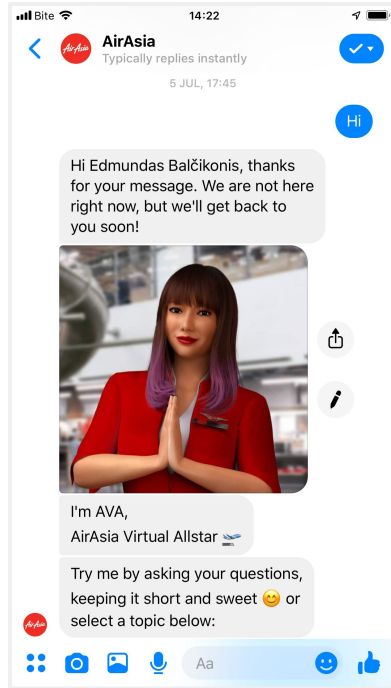 Bite
14:22
AirAsia
AirAsia
Typically replies instantly
5 JUL, 17:45
Hi
Hi Edmundas Balčikonis, thanks
for your message. We are not here
right now, but we'll get back to
you soon!
I'm AVA,
AirAsia Virtual Allstar 🛫
Try me by asking your questions,
keeping it short and sweet 😊 or
select a topic below:
AirAsia
Aa